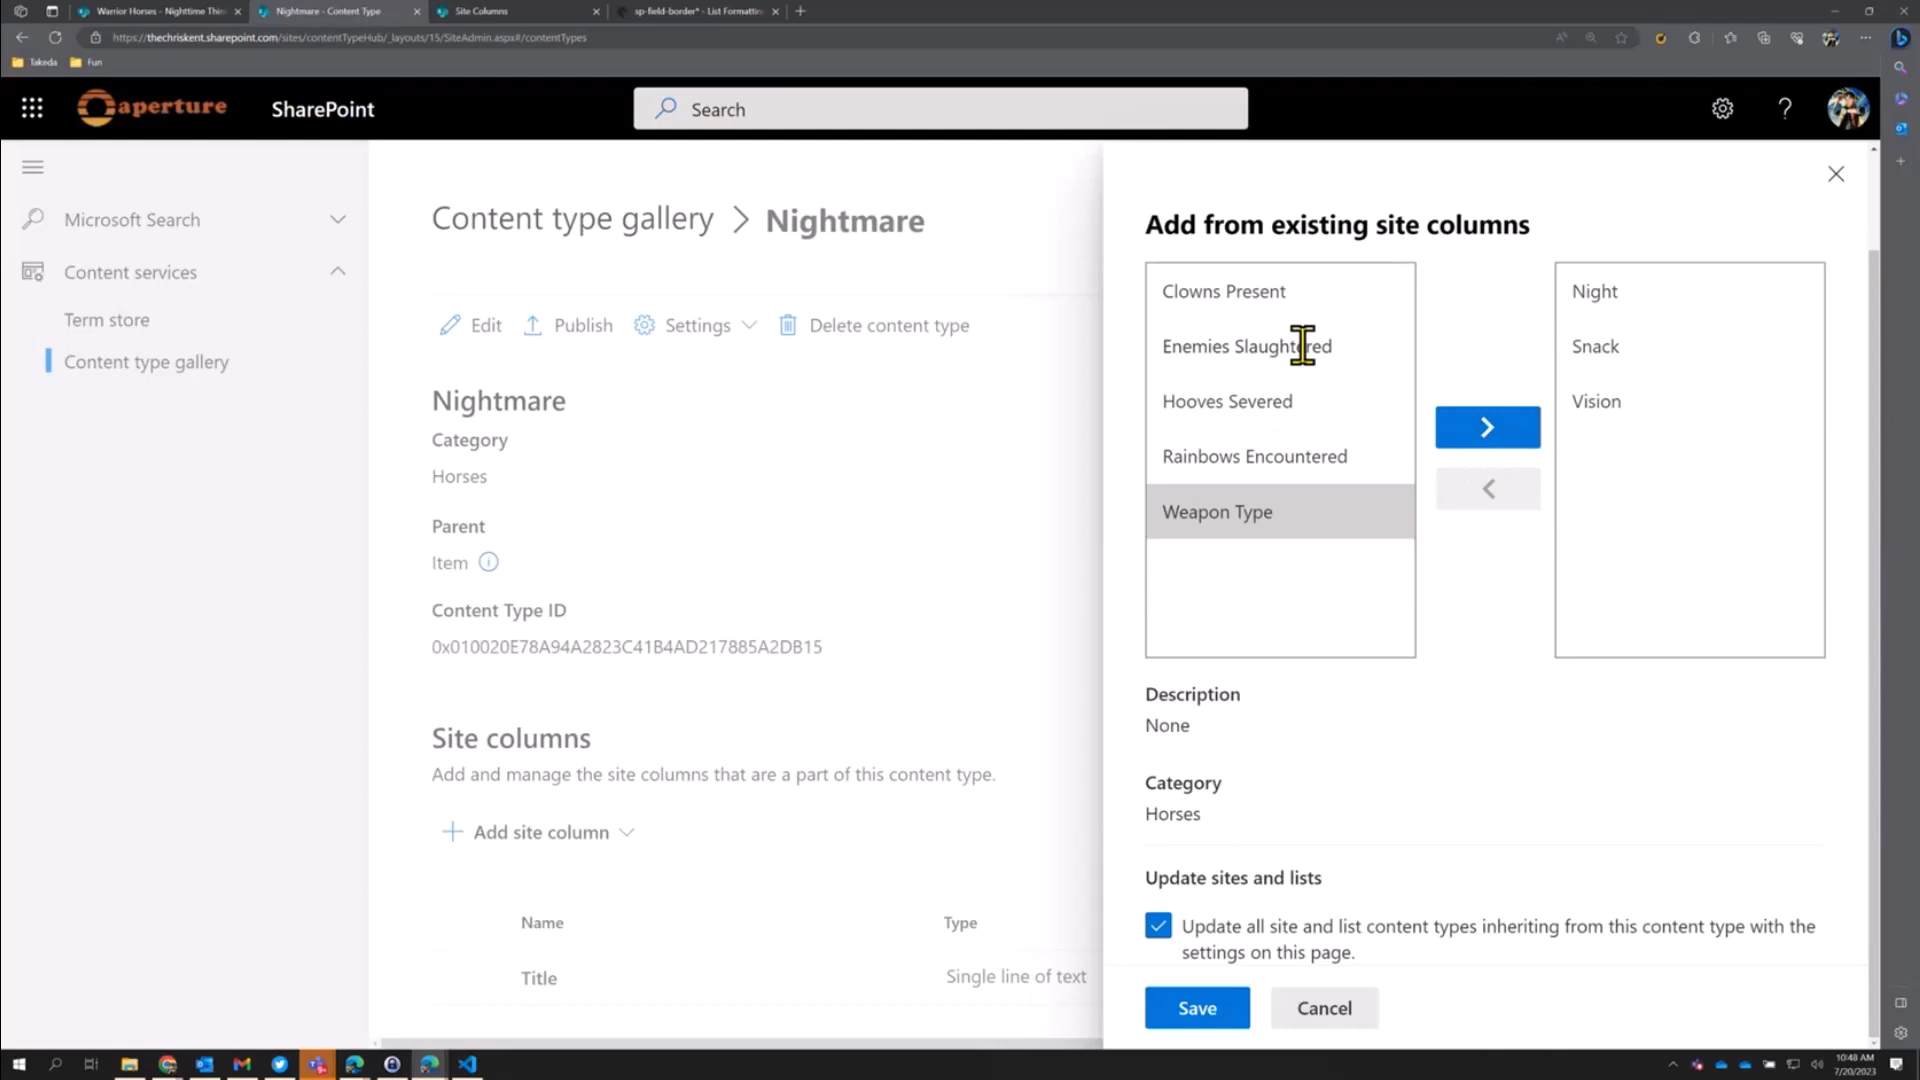 Warrior Horses - Nighttime Thin
Nightmare - Content Type
Site Columns
sp-field-border* - List Formattin
https://thechriskent.sharepoint.com/sites/contentTypeHub/_layouts/15/SiteAdmin.aspx#/contentTypes
Takeda
Fun
aperture
SharePoint
Search
Microsoft Search
Content services
Term store
Content type gallery
Content type gallery > Nightmare
Edit
Publish
Settings
Delete content type
Nightmare
Category
Horses
Parent
Item
Content Type ID
0x010020E78A94A2823C41B4AD217885A2DB15
Site columns
Add and manage the site columns that are a part of this content type.
Add site column
Name
Type
Title
Single line of text
Add from existing site columns
Clowns Present
Enemies Slaughtered
Hooves Severed
Rainbows Encountered
Weapon Type
Night
Snack
Vision
Description
None
Category
Horses
Update sites and lists
Update all site and list content types inheriting from this content type with the
settings on this page.
Save
Cancel
10:48 AM
7/20/2023